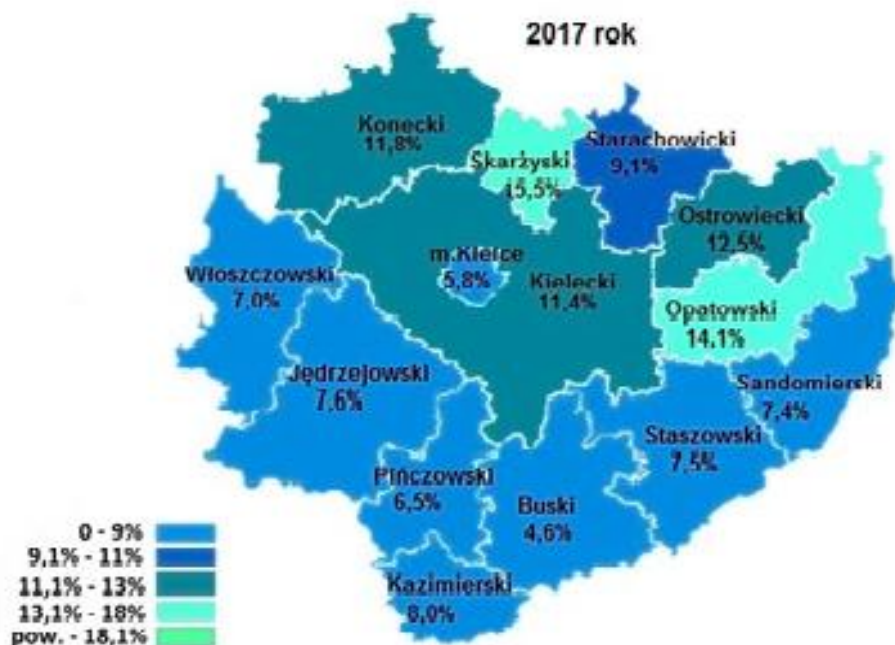 2017 rok
Konecki
11,8%
Skarżyski
15,5%
Starachowicki
9,1%
Ostrowiecki
12,5%
m.Kielce
5,8%
Kielecki
11,4%
Włoszczowski
7,0%
Opatowski
14,1%
Jędrzejowski
7,6%
Sandomierski
7,4%
Staszowski
7,5%
Pińczowski
6,5%
Buski
4,6%
Kazimierski
8,0%
0 - 9%
9,1% - 11%
11,1% - 13%
13,1% - 18%
pow. - 18,1%